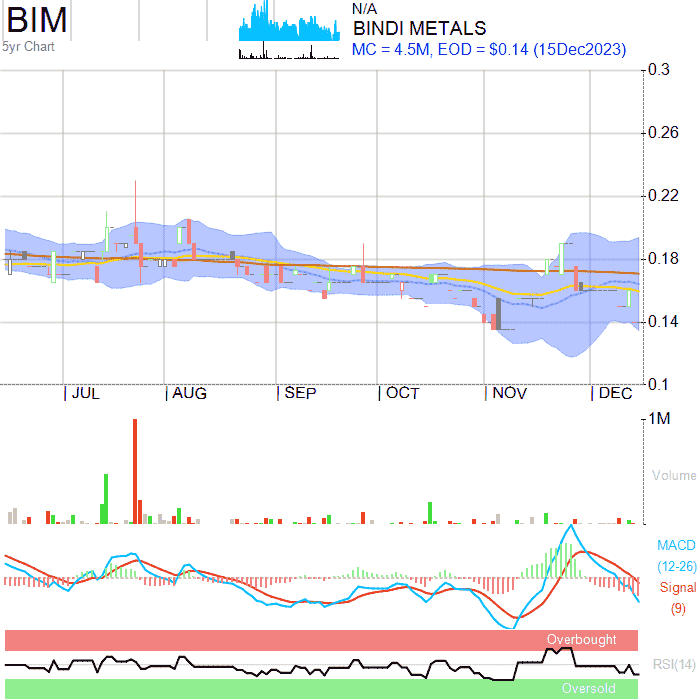 BIM
5yr Chart
N/A
BINDI METALS
MC = 4.5M, EOD = $0.14 (15Dec2023)
0.3
0.26
0.22
0.18
0.14
0.1
JUL AUG SEP OCT NOV DEC
1M
Volume
MACD
(12-26)
Signal
(9)
Overbought
RSI(14)
Oversold